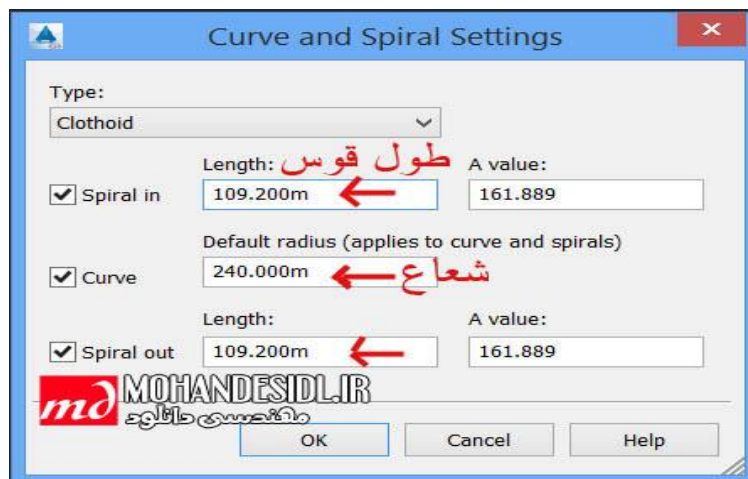 Curve and Spiral Settings
Type:
Clothoid
Length: طول قوس A value:
Spiral in 109.200m 161.889
Default radius (applies to curve and spirals)
Curve 240.000m شعاع
Length: A value:
Spiral out 109.200m 161.889
md MOHANDESIDL.IR
مهندسی دانلود
OK Cancel Help